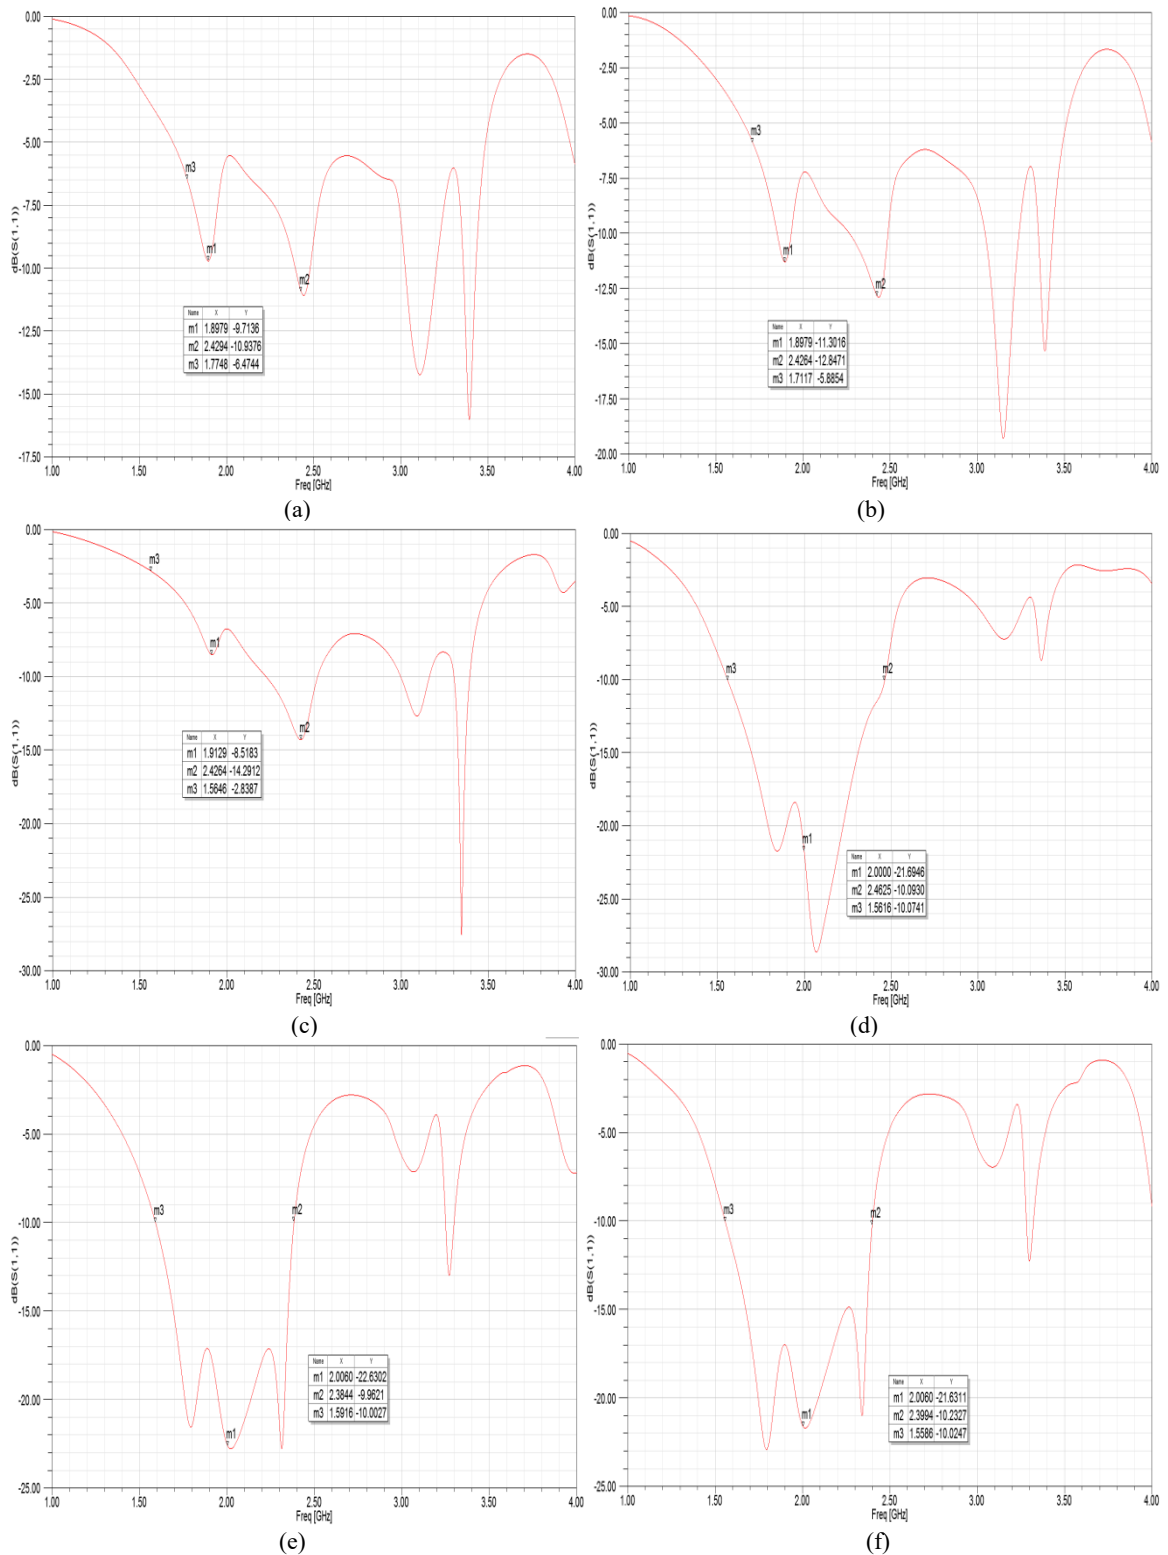 0.00
-2.50
-5.00
-7.50
-10.00
-12.50
-15.00
-17.50
dB(S(1,1))
m3
m1
m2
Name X Y
m1 1.8979 -9.7136
m2 2.4294 -10.9376
m3 1.7748 -6.4744
1.00 1.50 2.00 2.50 3.00 3.50 4.00
Freq [GHz]
(a)
0.00
-2.50
-5.00
-7.50
-10.00
-12.50
-15.00
-17.50
-20.00
dB(S(1,1))
m3
m1
m2
Name X Y
m1 1.8979 -11.3016
m2 2.4264 -12.8471
m3 1.7117 -5.8854
1.00 1.50 2.00 2.50 3.00 3.50 4.00
Freq [GHz]
(b)
0.00
-5.00
-10.00
-15.00
-20.00
-25.00
-30.00
dB(S(1,1))
m3
m1
m2
Name X Y
m1 1.9129 -8.5183
m2 2.4264 -14.2912
m3 1.5646 -2.8387
1.00 1.50 2.00 2.50 3.00 3.50 4.00
Freq [GHz]
(c)
0.00
-5.00
-10.00
-15.00
-20.00
-25.00
-30.00
dB(S(1,1))
m3
m2
m1
Name X Y
m1 2.0000 -21.6946
m2 2.4625 -10.0930
m3 1.5616 -10.0741
1.00 1.50 2.00 2.50 3.00 3.50 4.00
Freq [GHz]
(d)
0.00
-5.00
-10.00
-15.00
-20.00
-25.00
dB(S(1,1))
m3
m2
m1
Name X Y
m1 2.0060 -22.6302
m2 2.3844 -9.9621
m3 1.5916 -10.0027
1.00 1.50 2.00 2.50 3.00 3.50 4.00
Freq [GHz]
(e)
0.00
-5.00
-10.00
-15.00
-20.00
-25.00
dB(S(1,1))
m3
m2
m1
Name X Y
m1 2.0060 -21.6311
m2 2.3994 -10.2327
m3 1.5586 -10.0247
1.00 1.50 2.00 2.50 3.00 3.50 4.00
Freq [GHz]
(f)